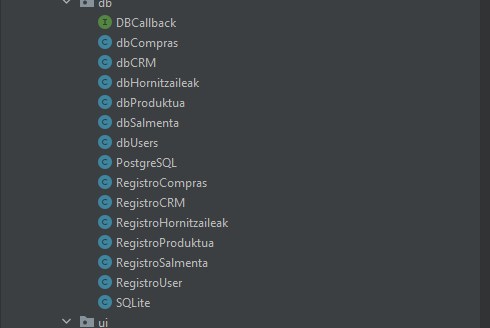 db
DBCallback
dbCompras
dbCRM
dbHornitzaileak
dbProduktua
dbSalmenta
dbUsers
PostgreSQL
RegistroCompras
RegistroCRM
RegistroHornitzaileak
RegistroProduktua
RegistroSalmenta
RegistroUser
SQLite
ui